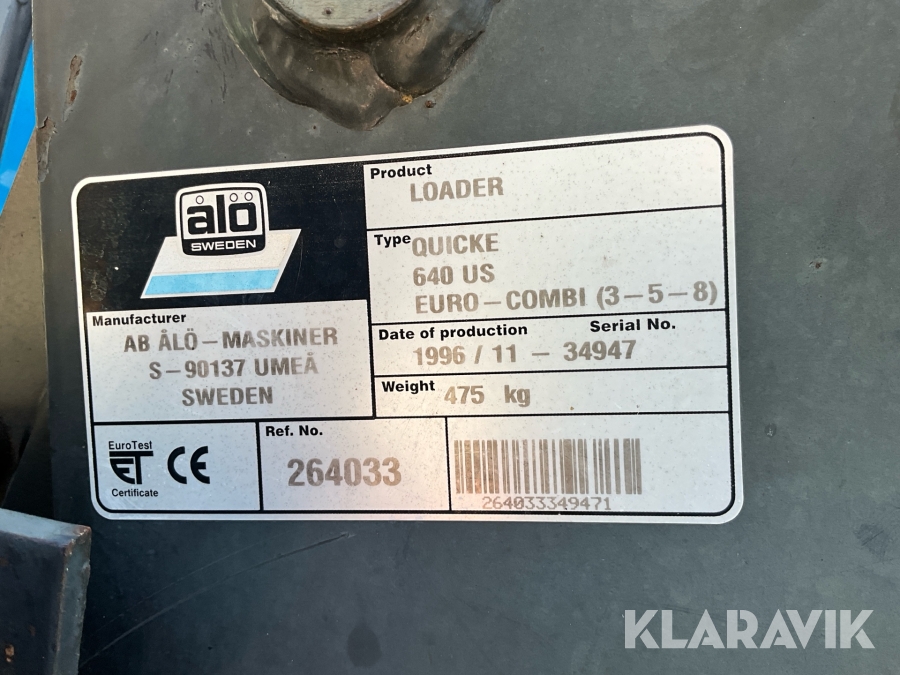 ålö
SWEDEN
Product
LOADER
Type QUICKE
640 US
EURO-COMBI (3-5-8)
Manufacturer
AB ÅLÖ-MASKINER
S-90137 UMEÅ
SWEDEN
Date of production Serial No.
1996 / 11 - 34947
Weight 475 kg
EuroTest
ET CE
Certificate
Ref. No.
264033
264033349471
KLARAVIK